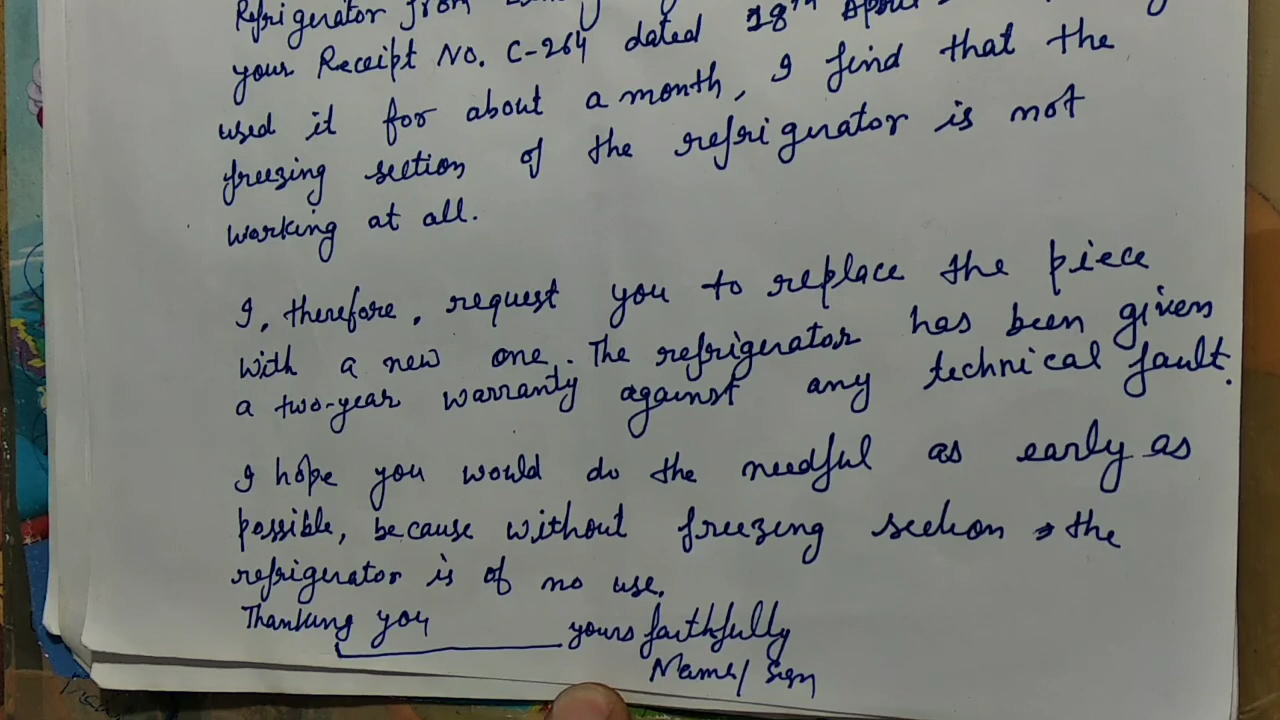 Refrigerator from
your Receipt No. C-264 dated 18th
used it for about a month, I find that the
freezing section of the refrigerator is not
working at all.
I, therefore, request you to replace the piece
with a new one. The refrigerator has been given
a two-year warranty against any technical fault.
I hope you would do the needful as early as
possible, because without freezing section the
refrigerator is of no use.
Thanking you
yours faithfully
Name/ Sign